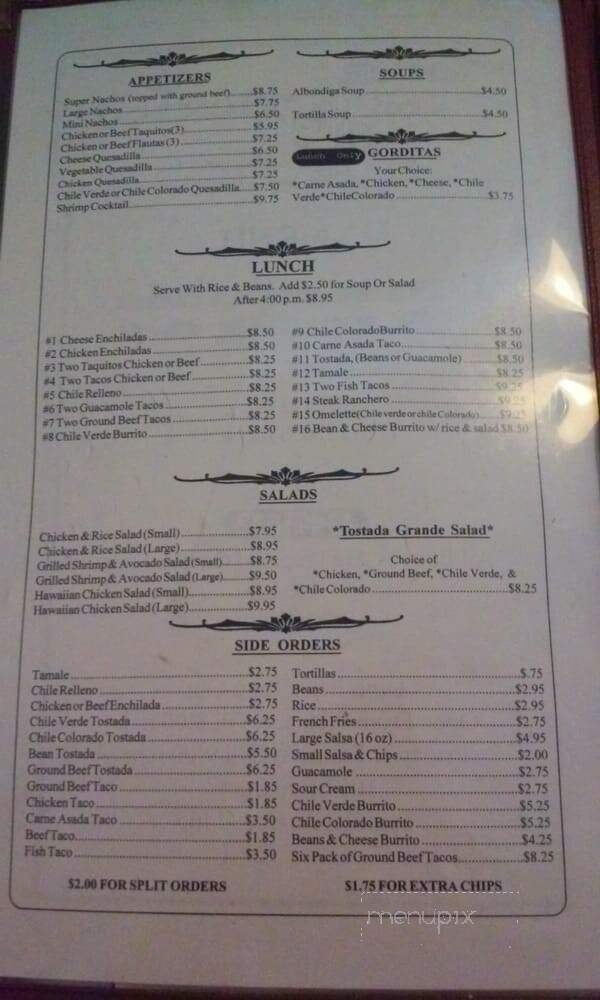 APPETIZERS
Super Nachos (topped with ground beef)......$8.75
Large Nachos......$7.75
Mini Nachos......$6.50
Chicken or Beef Taquitos(3)......$5.95
Chicken or Beef Flautas (3)......$7.25
Cheese Quesadilla......$6.50
Vegetable Quesadilla......$7.25
Chicken Quesadilla......$7.25
Chile Verde or Chile Colorado Quesadilla....$7.50
Shrimp Cocktail......$9.75
SOUPS
Albondiga Soup......$4.50
Tortilla Soup......$4.50
Lunch Only GORDITAS
Your Choice:
*Carne Asada, *Chicken, *Cheese, *Chile
Verde*Chile Colorado......$3.75
LUNCH
Serve With Rice & Beans. Add $2.50 for Soup Or Salad
After 4:00 p.m. $8.95
#1 Cheese Enchiladas......$8.50
#2 Chicken Enchiladas......$8.50
#3 Two Taquitos Chicken or Beef......$8.25
#4 Two Tacos Chicken or Beef......$8.25
#5 Chile Relleno......$8.25
#6 Two Guacamole Tacos......$8.25
#7 Two Ground Beef Tacos......$8.25
#8 Chile Verde Burrito......$8.50
#9 Chile Colorado Burrito......$8.50
#10 Carne Asada Taco......$8.50
#11 Tostada, (Beans or Guacamole)......$8.50
#12 Tamale......$8.25
#13 Two Fish Tacos......$9.25
#14 Steak Ranchero......$9.25
#15 Omelette(Chile verde or chile Colorado)......$9.25
#16 Bean & Cheese Burrito w/ rice & salad $8.50
SALADS
Chicken & Rice Salad (Small)......$7.95
Chicken & Rice Salad (Large)......$8.95
Grilled Shrimp & Avocado Salad (Small)......$8.75
Grilled Shrimp & Avocado Salad (Large)......$9.50
Hawaiian Chicken Salad (Small)......$8.95
Hawaiian Chicken Salad (Large)......$9.95
*Tostada Grande Salad*
Choice of
*Chicken, *Ground Beef, *Chile Verde, &
*Chile Colorado......$8.25
SIDE ORDERS
Tamale......$2.75
Chile Relleno......$2.75
Chicken or Beef Enchilada......$2.75
Chile Verde Tostada......$6.25
Chile Colorado Tostada......$6.25
Bean Tostada......$5.50
Ground Beef Tostada......$6.25
Ground Beef Taco......$1.85
Chicken Taco......$1.85
Carne Asada Taco......$3.50
Beef Taco......$1.85
Fish Taco......$3.50
Tortillas......$.75
Beans......$2.95
Rice......$2.95
French Fries......$2.75
Large Salsa (16 oz)......$4.95
Small Salsa & Chips......$2.00
Guacamole......$2.75
Sour Cream......$2.75
Chile Verde Burrito......$5.25
Chile Colorado Burrito......$5.25
Beans & Cheese Burrito......$4.25
Six Pack of Ground Beef Tacos......$8.25
$2.00 FOR SPLIT ORDERS
$1.75 FOR EXTRA CHIPS
menupix